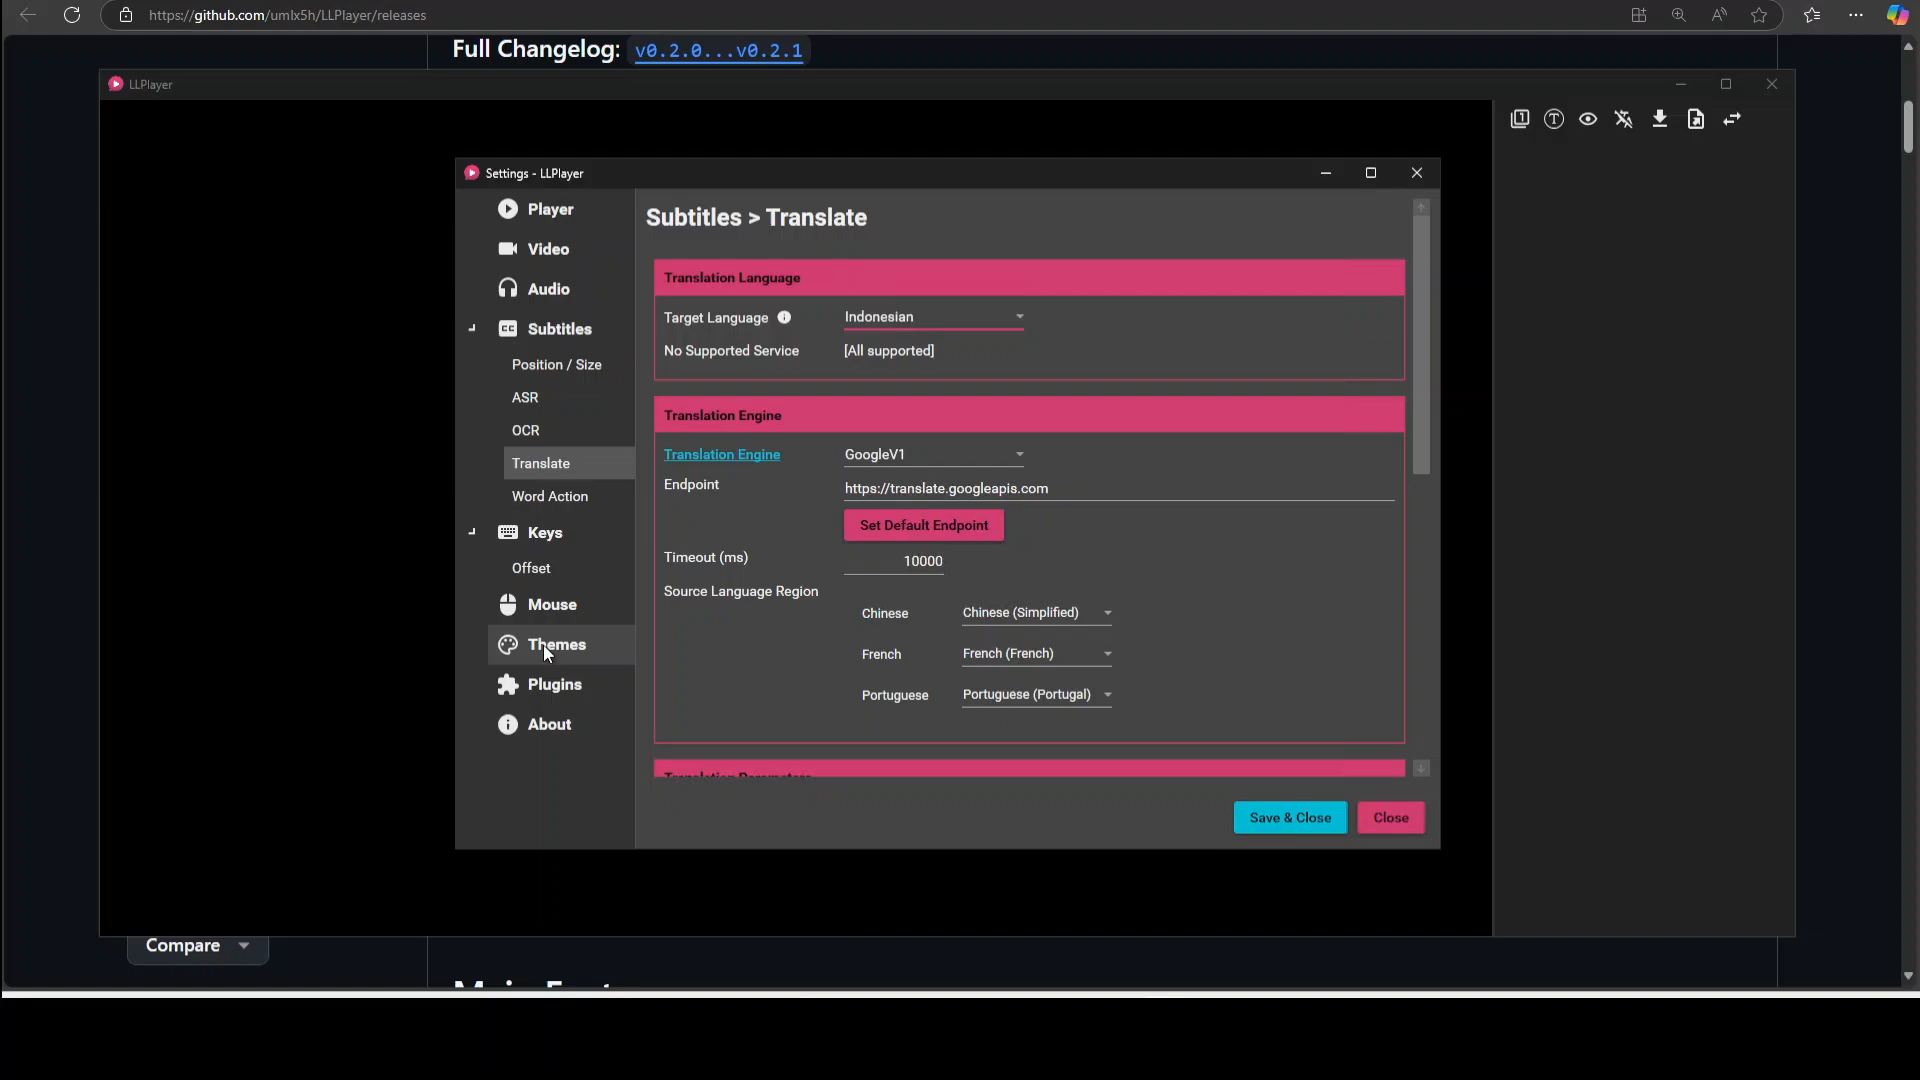 https://github.com/umlx5h/LLPlayer/releases
Full Changelog: v0.2.0...v0.2.1
LLPlayer
Settings - LLPlayer
Player
Video
Audio
Subtitles
Position / Size
ASR
OCR
Translate
Word Action
Keys
Offset
Mouse
Themes
Plugins
About
Subtitles > Translate
Translation Language
Target Language Indonesian
No Supported Service [All supported]
Translation Engine
Translation Engine GoogleV1
Endpoint https://translate.googleapis.com
Set Default Endpoint
Timeout (ms) 10000
Source Language Region
Chinese Chinese (Simplified)
French French (French)
Portuguese Portuguese (Portugal)
Translation Parameters
Save & Close Close
Compare